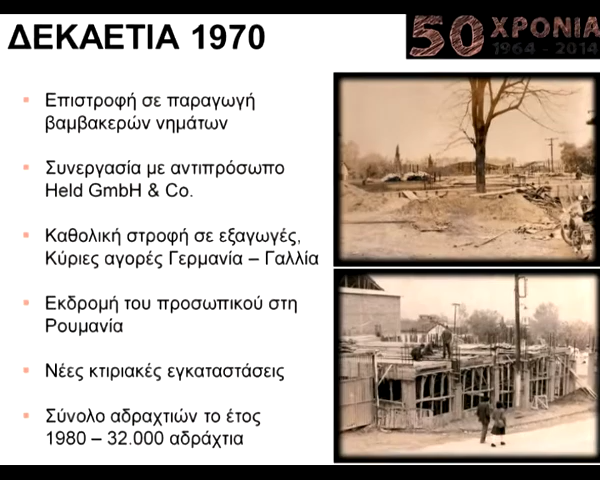 ΔΕΚΑΕΤΙΑ 1970
50 ΧΡΟΝΙΑ
1964 - 2014
Επιστροφή σε παραγωγή
βαμβακερών νημάτων
Συνεργασία με αντιπρόσωπο
Held GmbH & Co.
Καθολική στροφή σε εξαγωγές,
Κύριες αγορές Γερμανία – Γαλλία
Εκδρομή του προσωπικού στη
Ρουμανία
Νέες κτιριακές εγκαταστάσεις
Σύνολο αδραχτιών το έτος
1980 – 32.000 αδράχτια